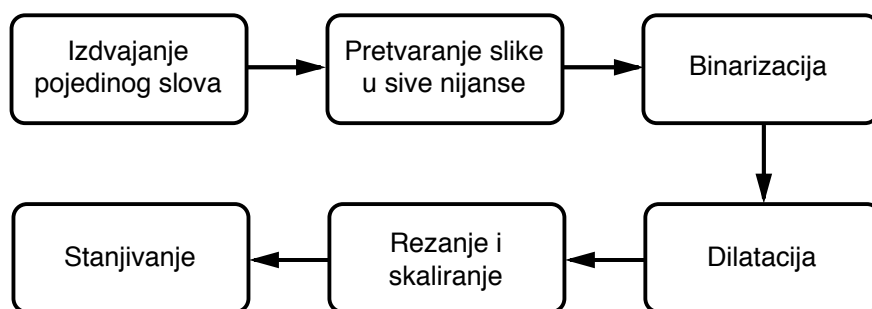 Izdvajanje
pojedinog slova
Pretvaranje slike
u sive nijanse
Binarizacija
Dilatacija
Rezanje i
skaliranje
Stanjivanje